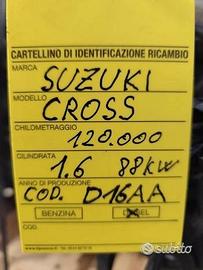 CARTELLINO DI IDENTIFICAZIONE RICAMBIO
MARCA
SUZUKI
MODELLO
CROSS
CHILOMETRAGGIO
120.000
CILINDRATA
1.6 88KW
ANNO DI PRODUZIONE
COD. D16AA
BENZINA
DIESEL
COD.
subito